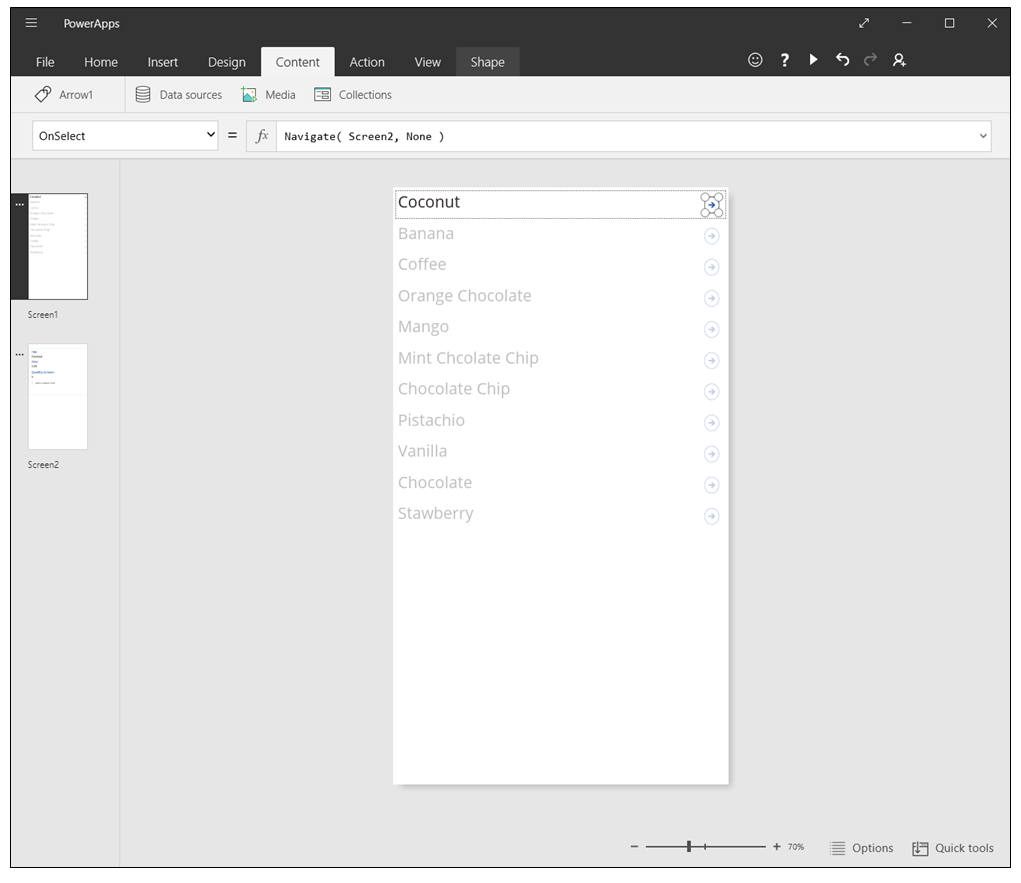 PowerApps
File Home Insert Design Content Action View Shape
Arrow1 Data sources Media Collections
OnSelect = fx Navigate( Screen2, None )
Coconut
Banana
Coffee
Orange Chocolate
Mango
Mint Chcolate Chip
Chocolate Chip
Pistachio
Vanilla
Chocolate
Stawberry
Screen1
Screen2
70% Options Quick tools